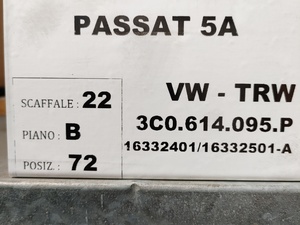 PASSAT 5A
SCAFFALE : 22
PIANO : B
POSIZ. : 72
VW - TRW
3C0.614.095.P
16332401/16332501-A